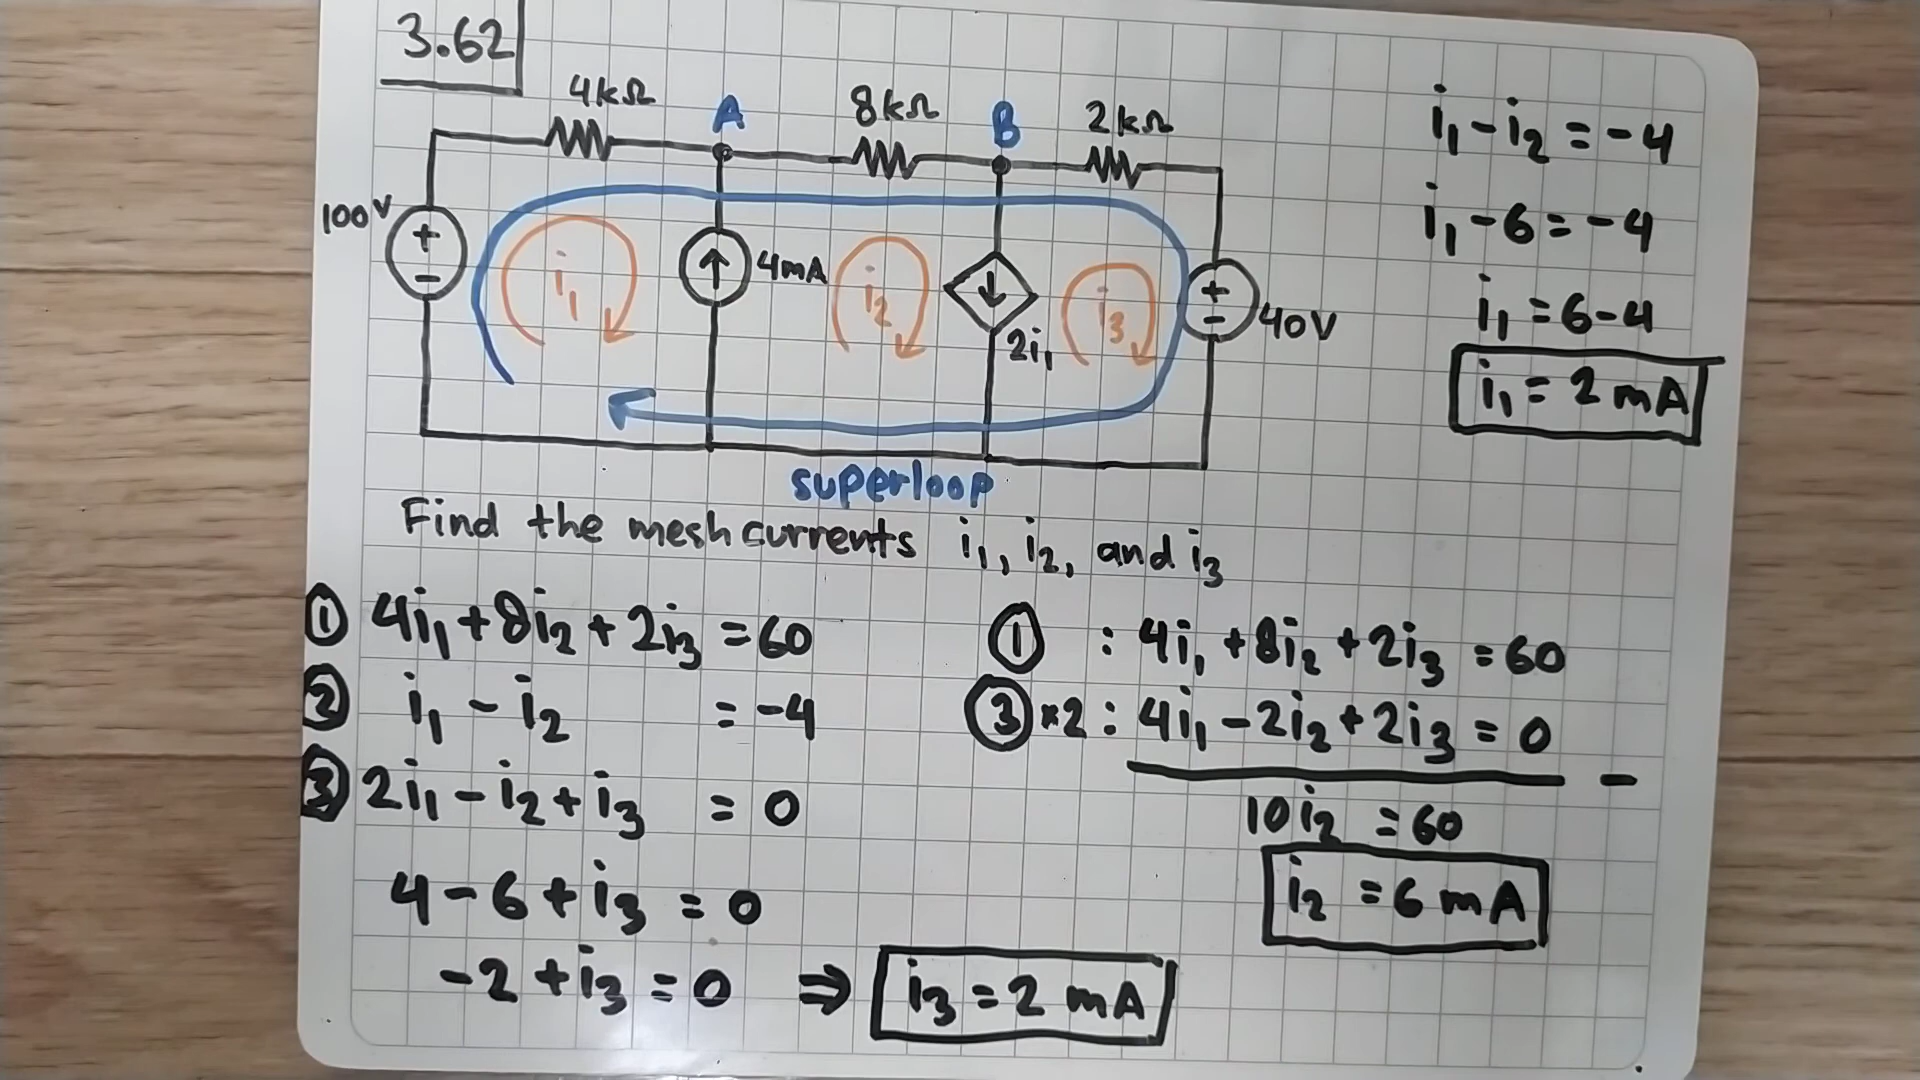 3.62
4kΩ A 8kΩ B 2kΩ
100V + - i₁ 4mA i₂ 2i₁ i₃ + - 40V
superloop
Find the mesh currents i₁, i₂, and i₃
① 4i₁ + 8i₂ + 2i₃ = 60
② i₁ - i₂ = -4
③ 2i₁ - i₂ + i₃ = 0
4 - 6 + i₃ = 0
-2 + i₃ = 0 ⇒ i₃ = 2 mA
① : 4i₁ + 8i₂ + 2i₃ = 60
③ ×2 : 4i₁ - 2i₂ + 2i₃ = 0 -
10i₂ = 60
i₂ = 6 mA
i₁ - i₂ = -4
i₁ - 6 = -4
i₁ = 6 - 4
i₁ = 2 mA